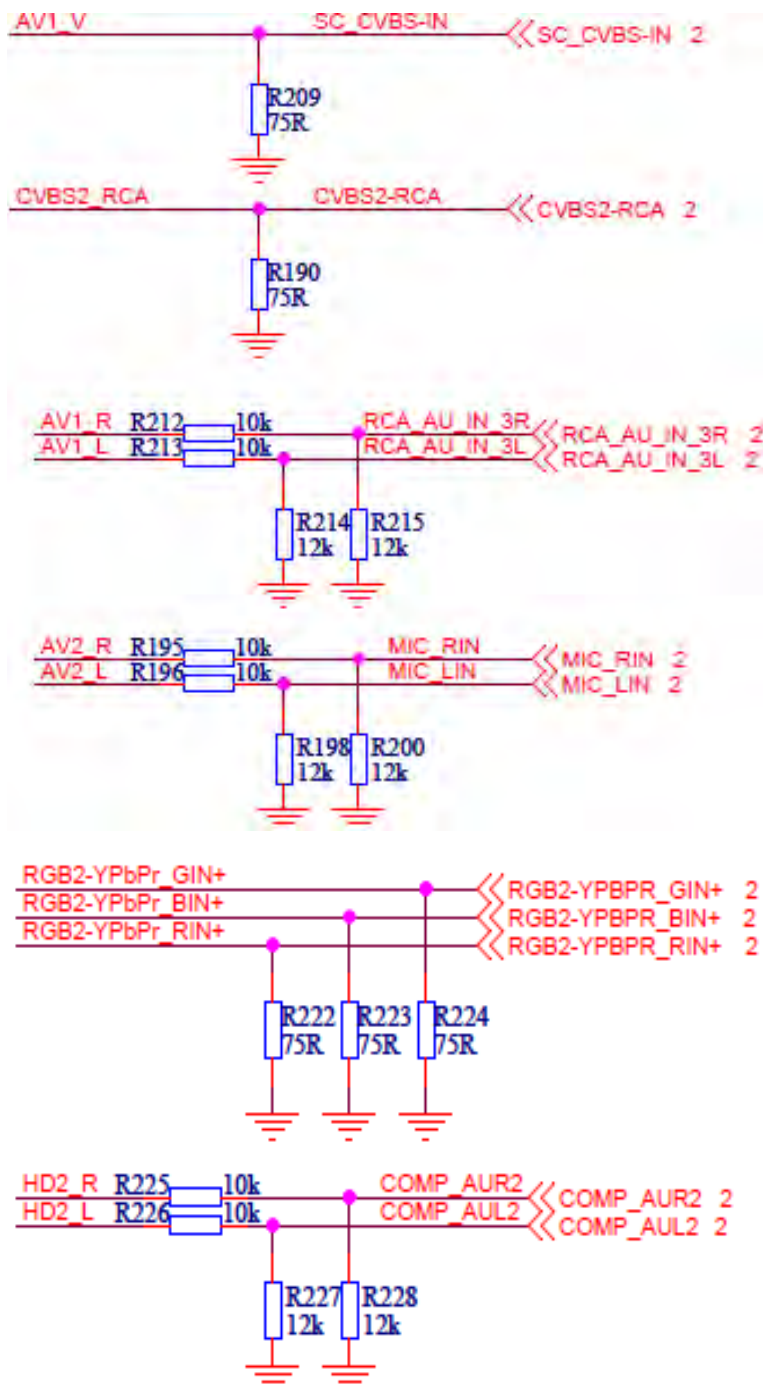 AV1_V SC_CVBS-IN SC_CVBS-IN 2
R209
75R
CVBS2_RCA CVBS2-RCA CVBS2-RCA 2
R190
75R
AV1_R R212 10k RCA_AU_IN_3R RCA_AU_IN_3R 2
AV1_L R213 10k RCA_AU_IN_3L RCA_AU_IN_3L 2
R214 R215
12k 12k
AV2_R R195 10k MIC_RIN MIC_RIN 2
AV2_L R196 10k MIC_LIN MIC_LIN 2
R198 R200
12k 12k
RGB2-YPbPr_GIN+ RGB2-YPBPR_GIN+ 2
RGB2-YPbPr_BIN+ RGB2-YPBPR_BIN+ 2
RGB2-YPbPr_RIN+ RGB2-YPBPR_RIN+ 2
R222 R223 R224
75R 75R 75R
HD2_R R225 10k COMP_AUR2 COMP_AUR2 2
HD2_L R226 10k COMP_AUL2 COMP_AUL2 2
R227 R228
12k 12k